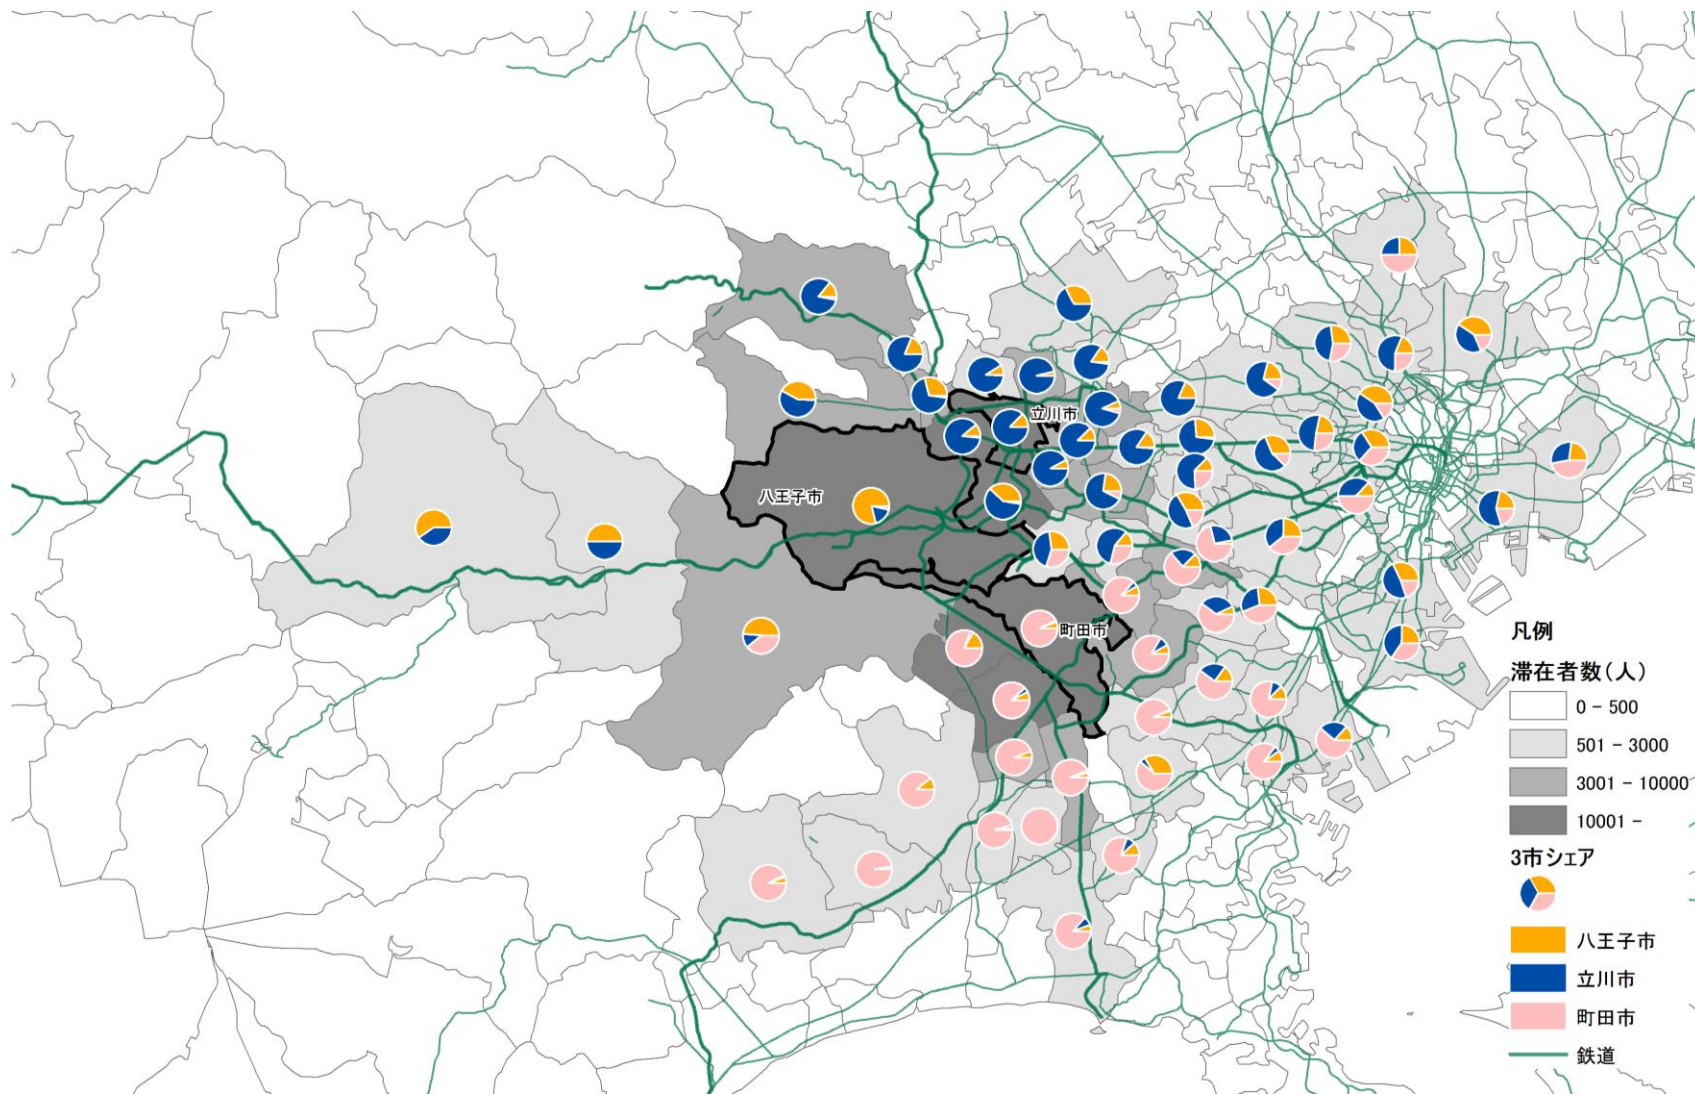 立川市
八王子市
町田市
凡例
滞在者数(人)
0 - 500
501 - 3000
3001 - 10000
10001 -
3市シェア
八王子市
立川市
町田市
鉄道